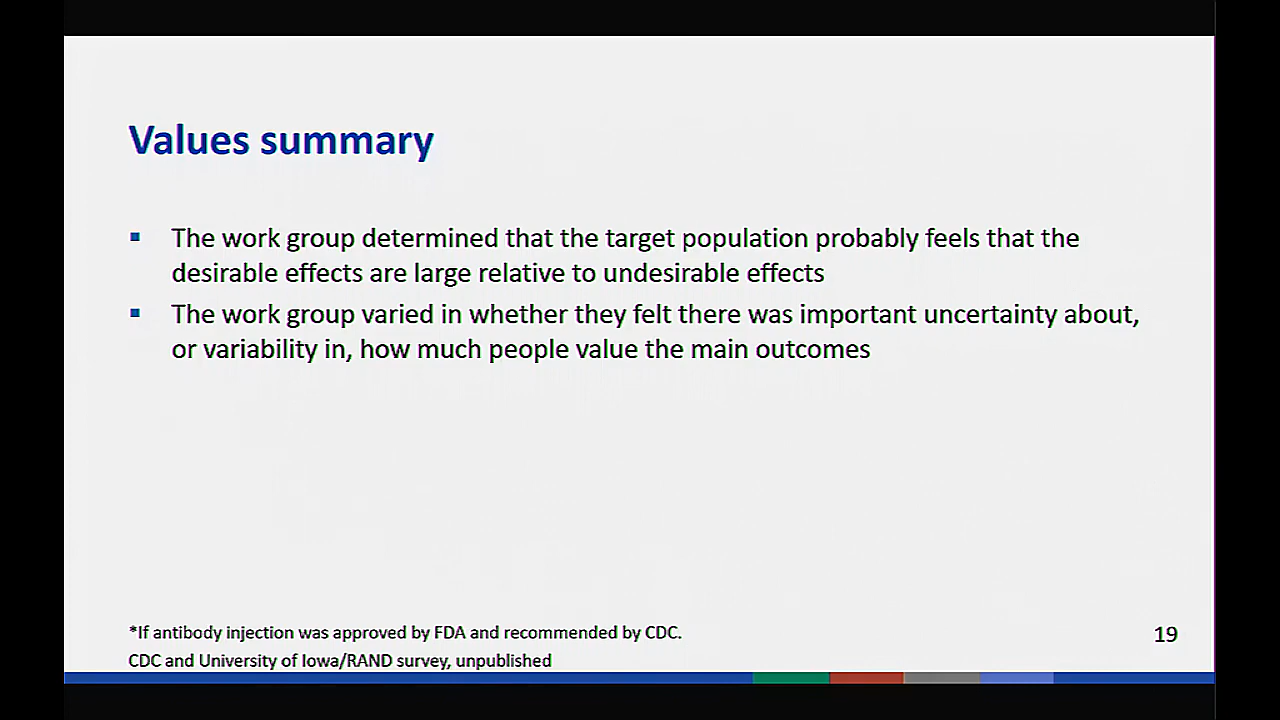 Values summary
▪ The work group determined that the target population probably feels that the
desirable effects are large relative to undesirable effects
▪ The work group varied in whether they felt there was important uncertainty about,
or variability in, how much people value the main outcomes
*If antibody injection was approved by FDA and recommended by CDC.
CDC and University of Iowa/RAND survey, unpublished
19